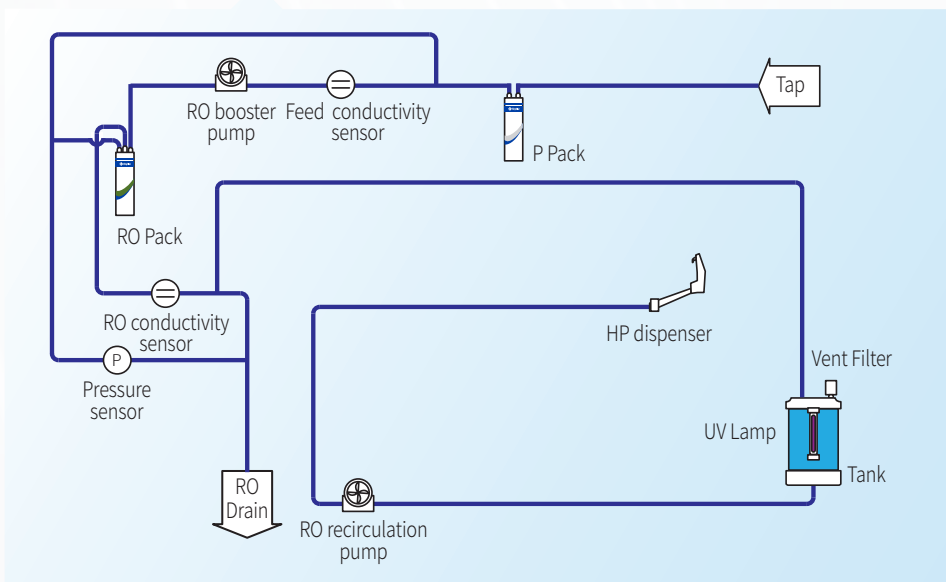 Tap
RO booster
pump
Feed conductivity
sensor
P Pack
RO Pack
RO conductivity
sensor
HP dispenser
P
Pressure
sensor
Vent Filter
UV Lamp
Tank
RO
Drain
RO recirculation
pump